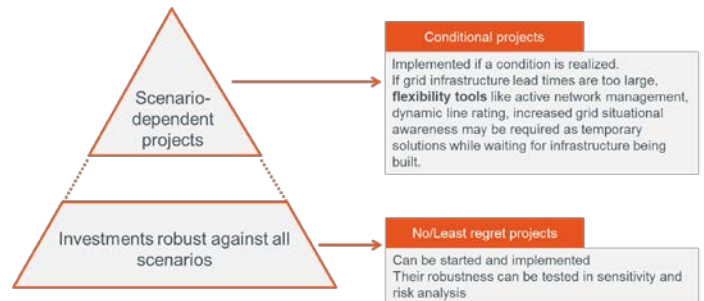 Conditional projects
Implemented if a condition is realized.
If grid infrastructure lead times are too large,
flexibility tools like active network management,
dynamic line rating, increased grid situational
awareness may be required as temporary
solutions while waiting for infrastructure being
built.
Scenario-
dependent
projects
No/Least regret projects
Can be started and implemented
Their robustness can be tested in sensitivity and
risk analysis
Investments robust against all
scenarios